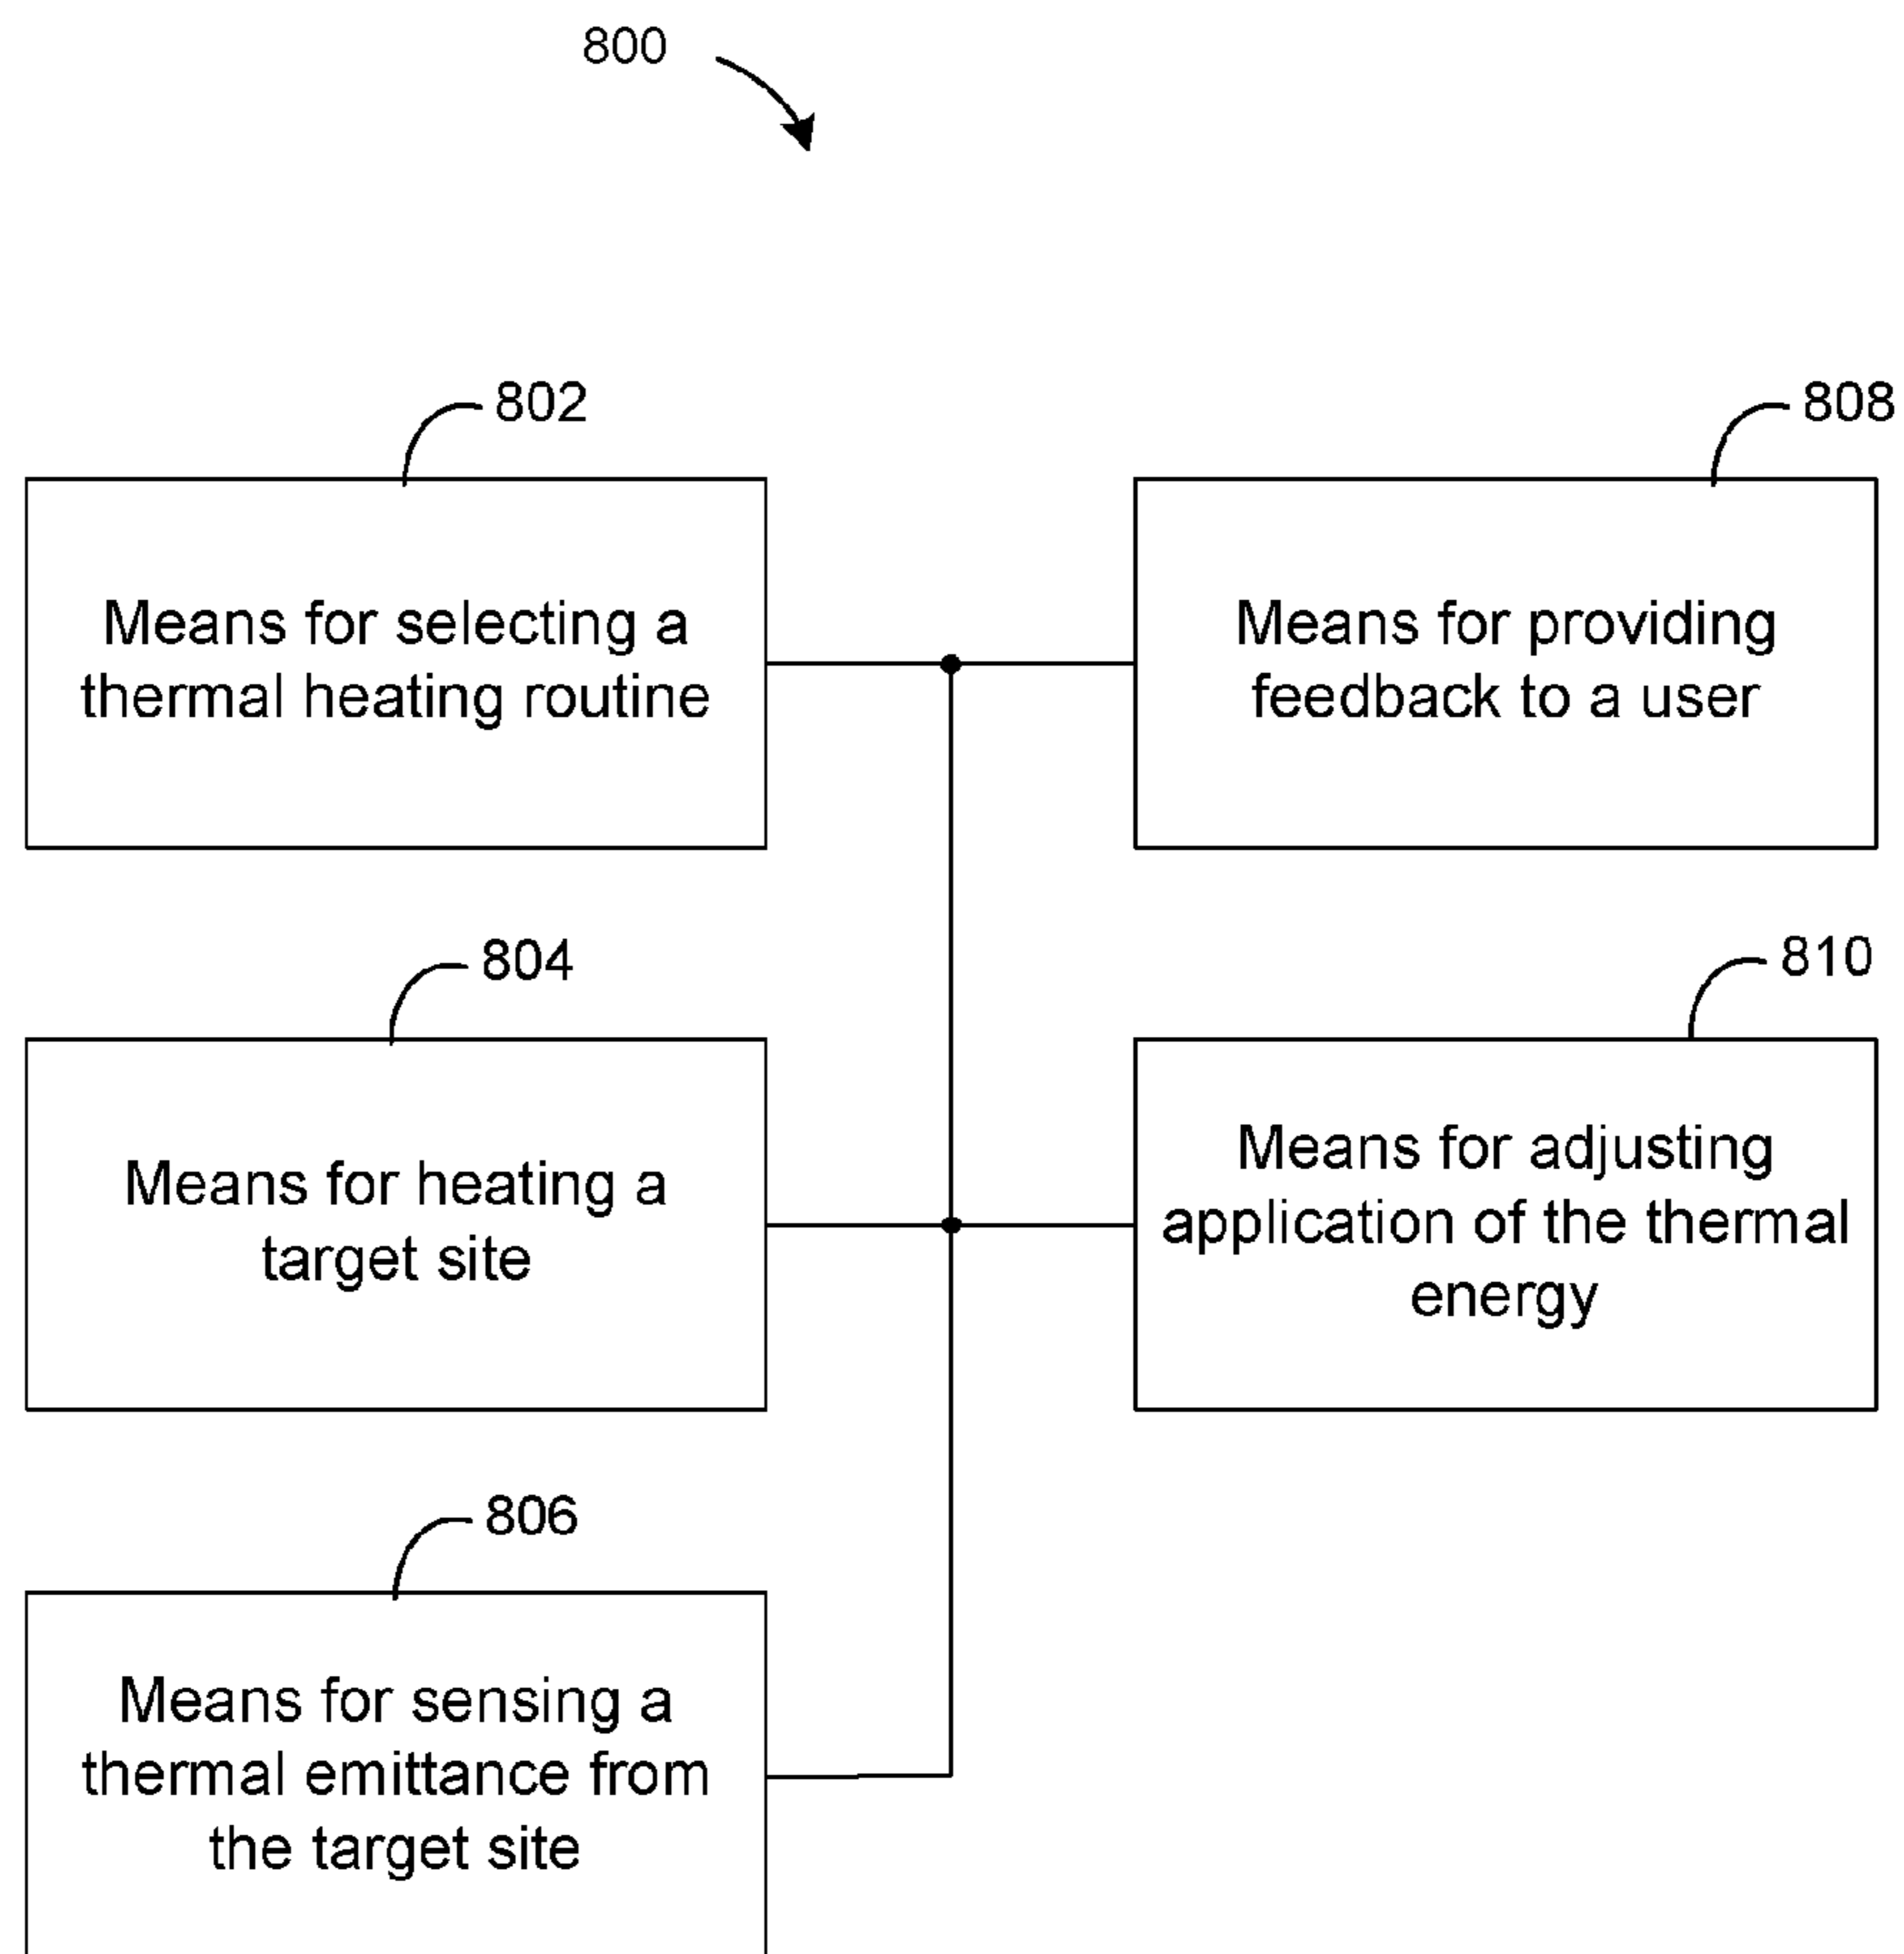 800
802
Means for selecting a
thermal heating routine
808
Means for providing
feedback to a user
804
Means for heating a
target site
810
Means for adjusting
application of the thermal
energy
806
Means for sensing a
thermal emittance from
the target site